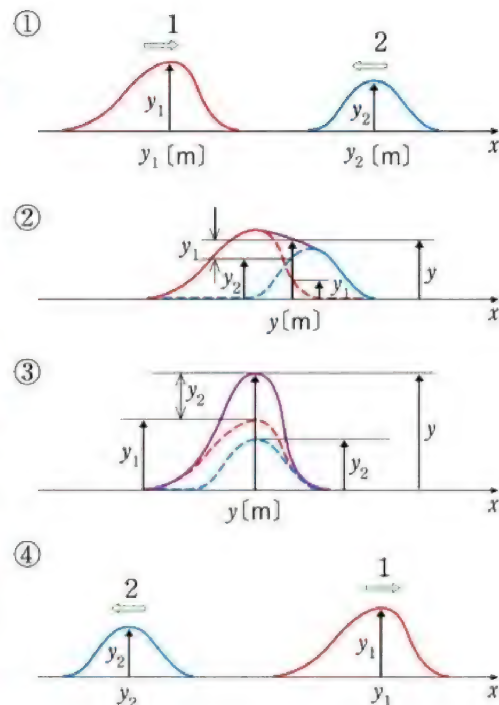 ①
1
2
y₁
y₂
x
y₁ [m]
y₂ [m]
②
y₁
y₂
y₁
y
x
y [m]
③
y₂
y₁
y₂
y
x
y [m]
④
2
1
y₂
y₁
x
y₂
y₁